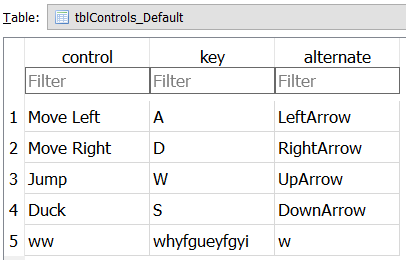 Table: tblControls_Default
control key alternate
Filter Filter Filter
1 Move Left A LeftArrow
2 Move Right D RightArrow
3 Jump W UpArrow
4 Duck S DownArrow
5 ww whyfgueyfgyi w